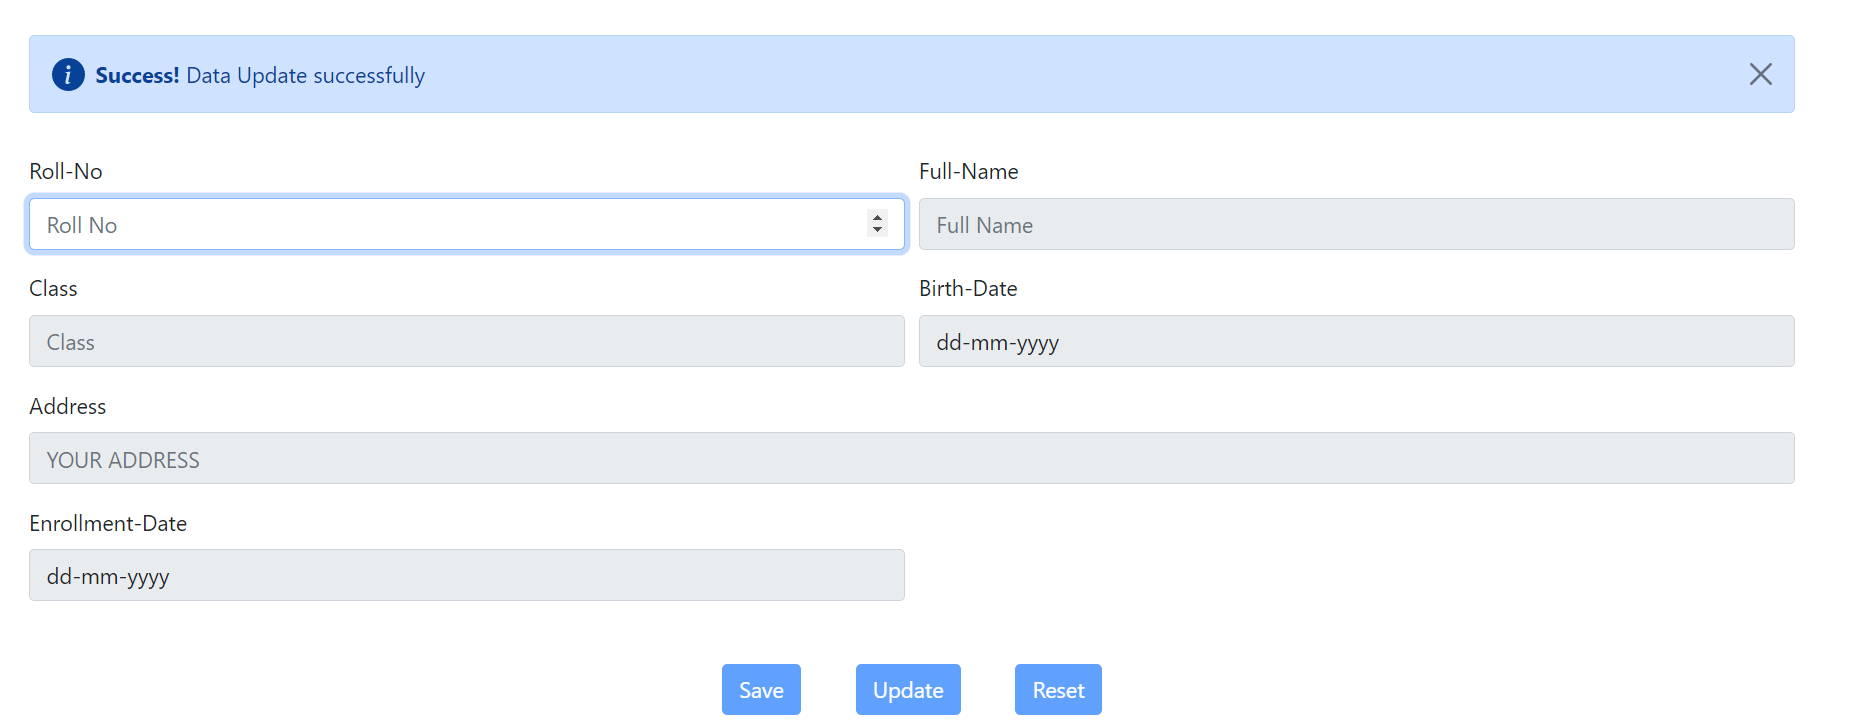 Success! Data Update successfully
Roll-No
Full-Name
Roll No
Full Name
Class
Birth-Date
Class
dd-mm-yyyy
Address
YOUR ADDRESS
Enrollment-Date
dd-mm-yyyy
Save
Update
Reset